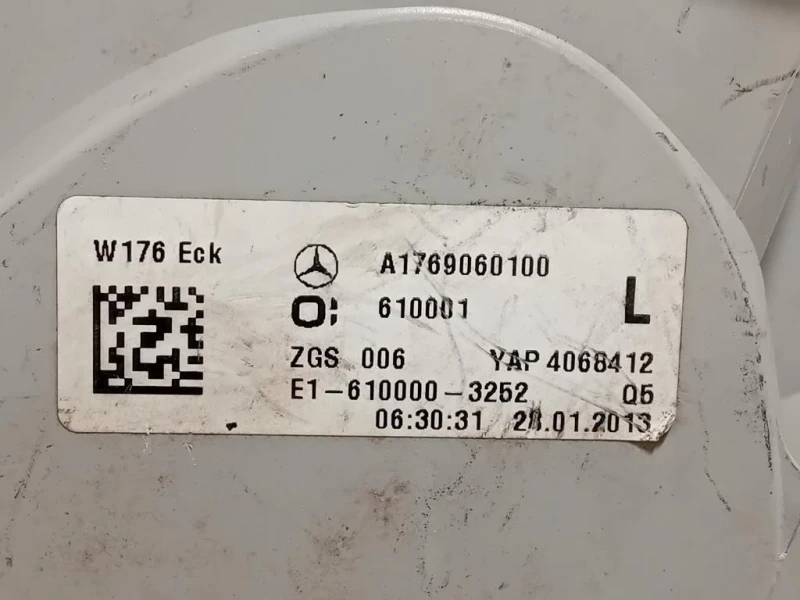 W176 Eck
A1769060100
610001
L
ZGS 006 YAP 4068412
E1-610000-3252 Q5
06:30:31 28.01.2013